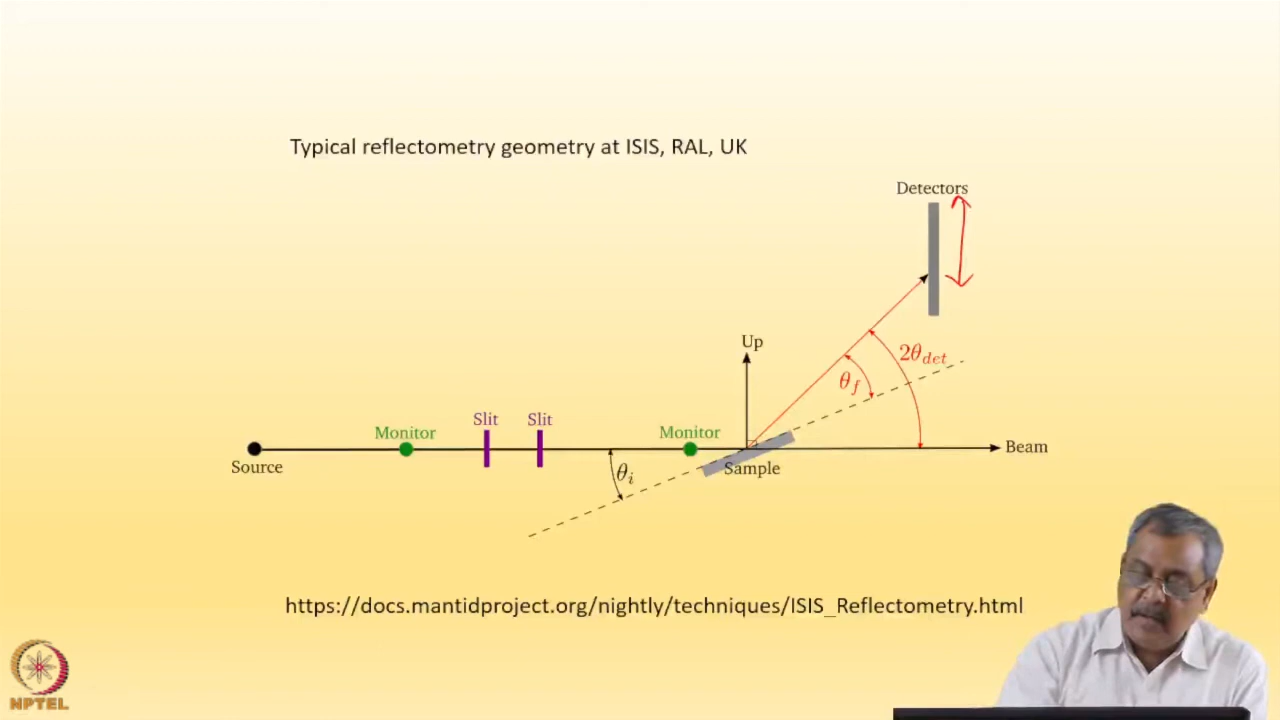 Typical reflectometry geometry at ISIS, RAL, UK
Detectors
Up
2θdet
θf
Slit
Slit
Monitor
Monitor
Beam
Source
θi
Sample
https://docs.mantidproject.org/nightly/techniques/ISIS_Reflectometry.html
NPTEL